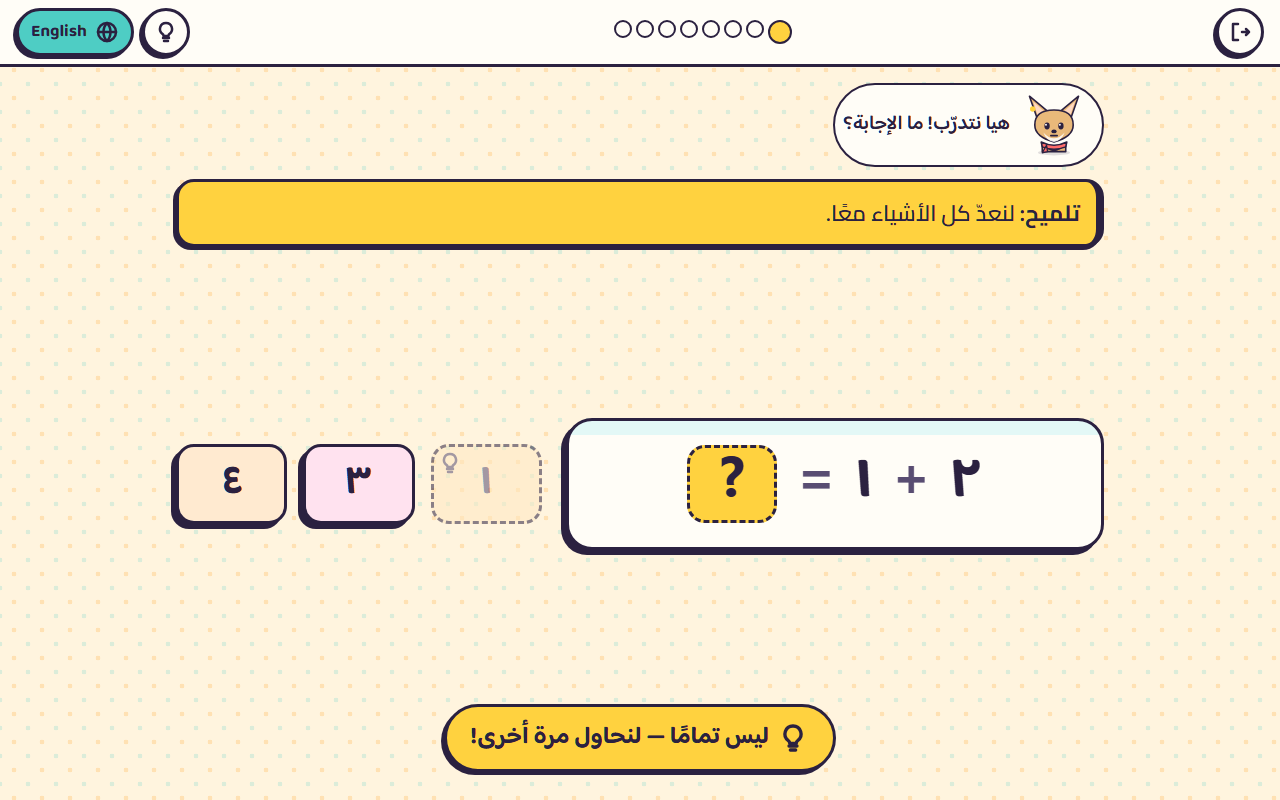 English
هيا نتدرّب! ما الإجابة؟
تلميح: لنعدّ كل الأشياء معًا.
٢ + ١ = ?
١
٣
٤
ليس تمامًا — لنحاول مرة أخرى!